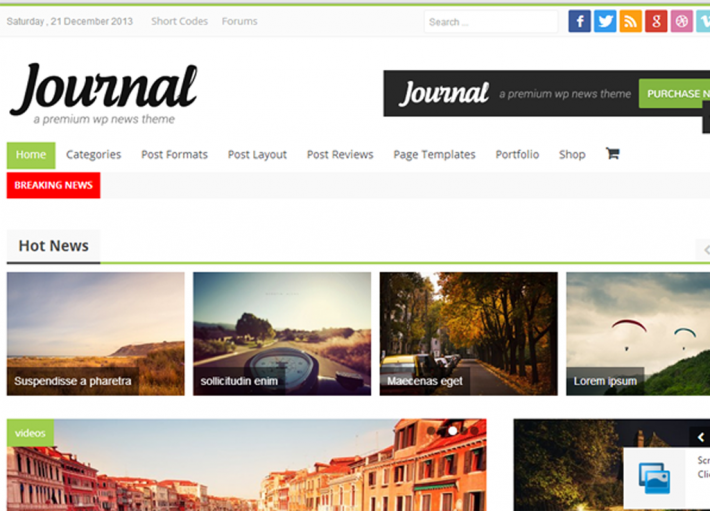 Saturday , 21 December 2013 Short Codes Forums Search ...
Journal
a premium wp news theme
Journal a premium wp news theme PURCHASE N
Home Categories Post Formats Post Layout Post Reviews Page Templates Portfolio Shop
BREAKING NEWS
Hot News
Suspendisse a pharetra
sollicitudin enim
Maecenas eget
Lorem ipsum
videos
Scr
Clic